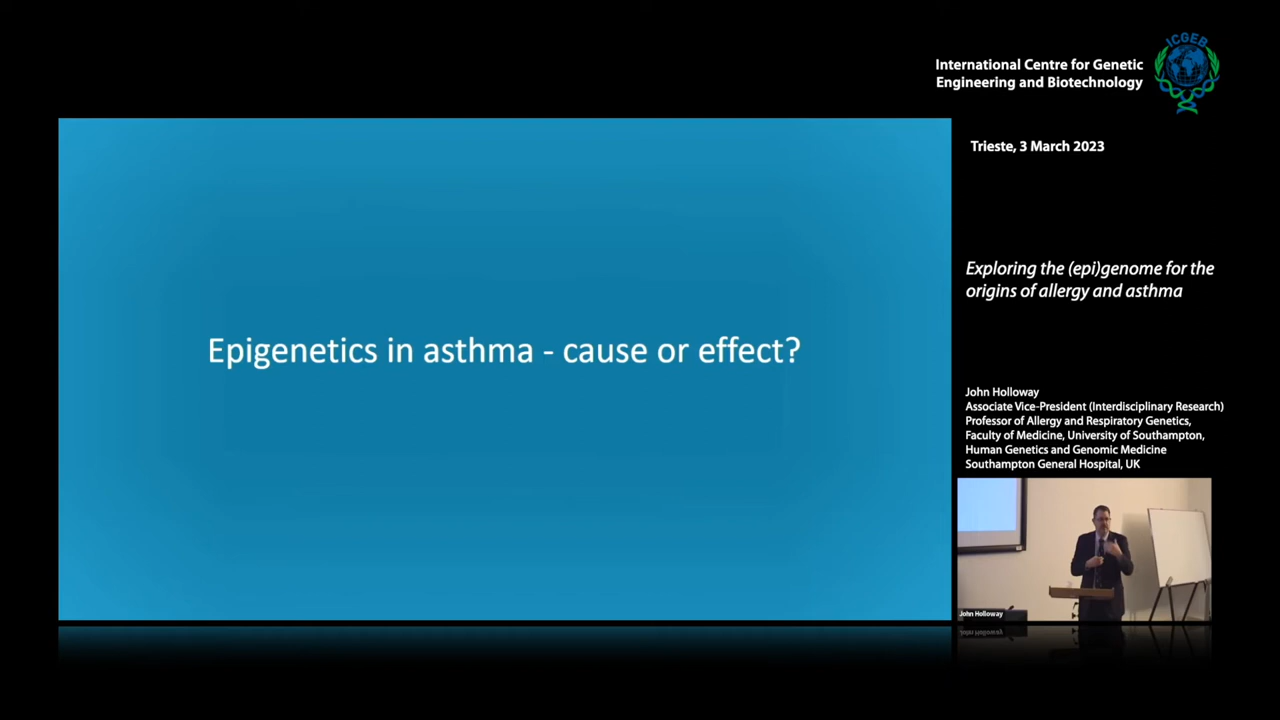 ICGEB
International Centre for Genetic
Engineering and Biotechnology
Trieste, 3 March 2023
Epigenetics in asthma - cause or effect?
Exploring the (epi)genome for the
origins of allergy and asthma
John Holloway
Associate Vice-President (Interdisciplinary Research)
Professor of Allergy and Respiratory Genetics,
Faculty of Medicine, University of Southampton,
Human Genetics and Genomic Medicine
Southampton General Hospital, UK
John Holloway